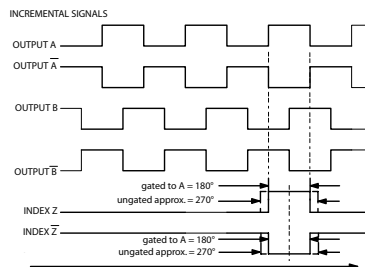 INCREMENTAL SIGNALS
OUTPUT A
OUTPUT A̅
OUTPUT B
OUTPUT B̅
gated to A = 180°
ungated approx. = 270°
INDEX Z
INDEX Z̅
gated to A = 180°
ungated approx. = 270°